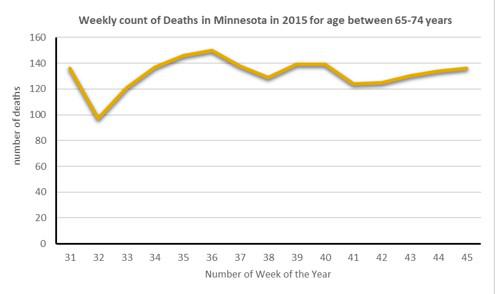 Weekly count of Deaths in Minnesota in 2015 for age between 65-74 years
160
140
120
100
80
60
40
20
0
number of deaths
31 32 33 34 35 36 37 38 39 40 41 42 43 44 45
Number of Week of the Year